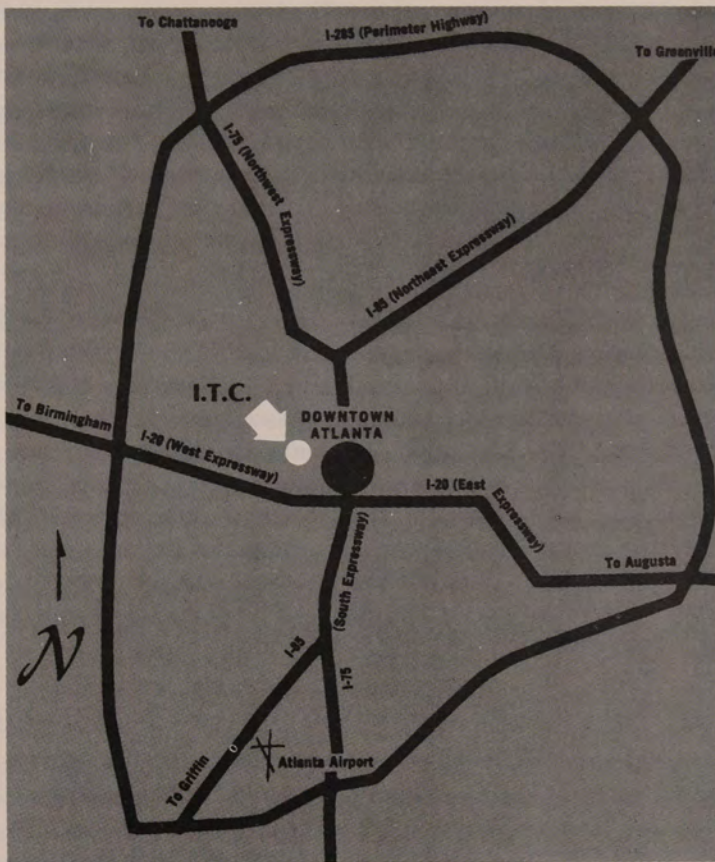 To Chattanooga
I-285 (Perimeter Highway)
To Greenville
I-75 (Northwest Expressway)
I-85 (Northeast Expressway)
I.T.C.
To Birmingham
DOWNTOWN
ATLANTA
I-20 (West Expressway)
I-20 (East
Expressway)
To Augusta
(South Expressway)
N
I-85
I-75
To Griffin
Atlanta Airport